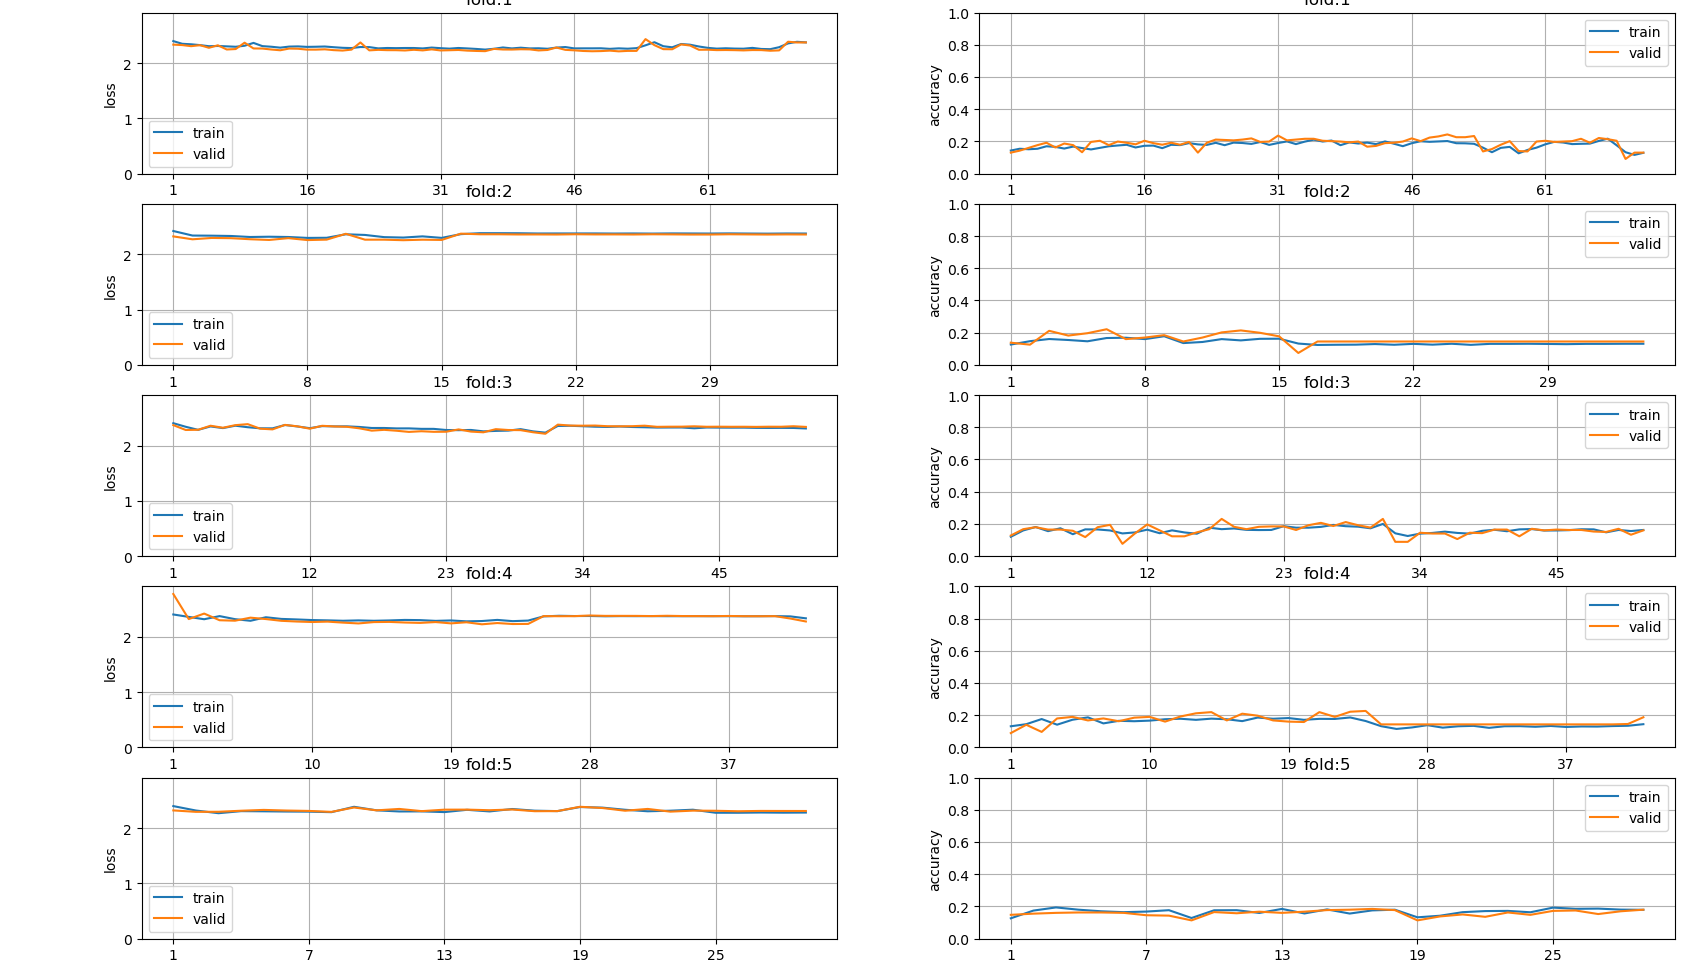 fold:1
2
1
0
loss
train
valid
1 16 31 46 61
fold:1
1.0
0.8
0.6
0.4
0.2
0.0
accuracy
train
valid
1 16 31 46 61
fold:2
2
1
0
loss
train
valid
1 8 15 22 29
fold:2
1.0
0.8
0.6
0.4
0.2
0.0
accuracy
train
valid
1 8 15 22 29
fold:3
2
1
0
loss
train
valid
1 12 23 34 45
fold:3
1.0
0.8
0.6
0.4
0.2
0.0
accuracy
train
valid
1 12 23 34 45
fold:4
2
1
0
loss
train
valid
1 10 19 28 37
fold:4
1.0
0.8
0.6
0.4
0.2
0.0
accuracy
train
valid
1 10 19 28 37
fold:5
2
1
0
loss
train
valid
1 7 13 19 25
fold:5
1.0
0.8
0.6
0.4
0.2
0.0
accuracy
train
valid
1 7 13 19 25